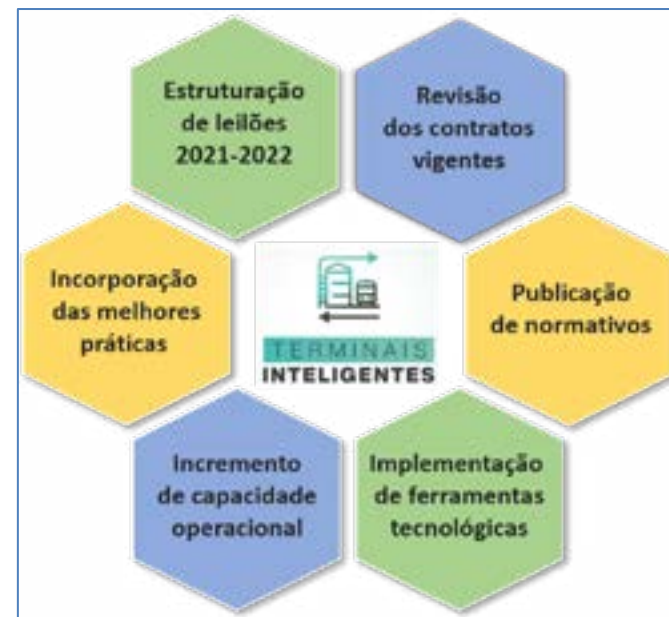 Estruturação
de leilões
2021-2022
Revisão
dos contratos
vigentes
Incorporação
das melhores
práticas
TERMINAIS
INTELIGENTES
Publicação
de normativos
Incremento
de capacidade
operacional
Implementação
de ferramentas
tecnológicas